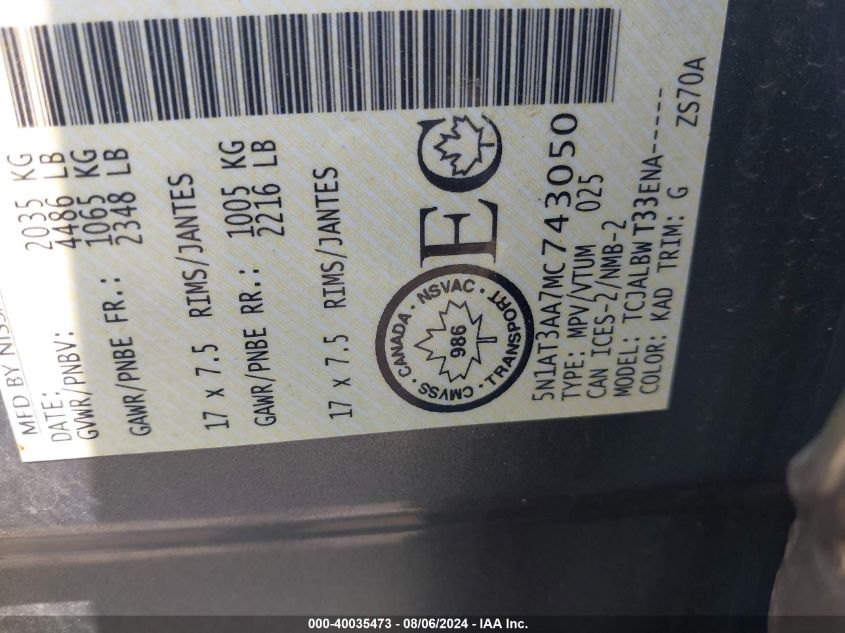 MFD BY NISS
DATE:
GVWR/PNBV: 2035 KG
4486 LB
GAWR/PNBE FR.: 1065 KG
2348 LB
17 X 7.5 RIMS/JANTES
GAWR/PNBE RR.: 1005 KG
2216 LB
17 X 7.5 RIMS/JANTES
EC
CANADA · NSVAC · TRANSPORT · CMVSS ·
986
5N1AT3AA7MC743050
TYPE: MPV/VTUM 025
CAN ICES-2/NMB-2
MODEL: TCJALBW T33ENA-----
COLOR: KAD TRIM: G ZS70A
000-40035473 - 08/06/2024 - IAA Inc.